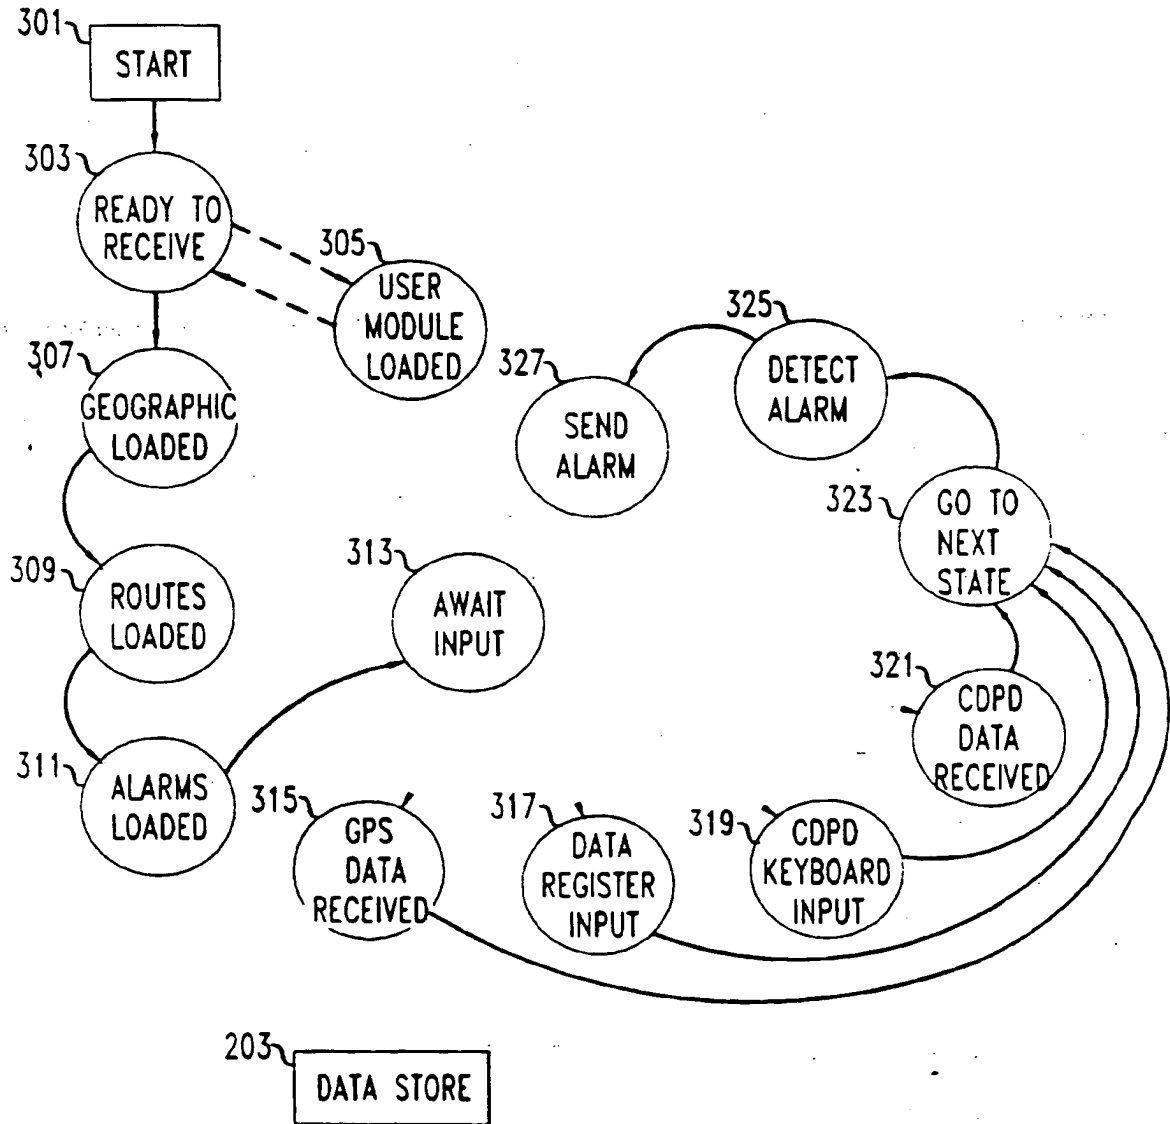 301
START
303
READY TO
RECEIVE
305
USER
MODULE
LOADED
307
GEOGRAPHIC
LOADED
325
DETECT
ALARM
327
SEND
ALARM
323
GO TO
NEXT
STATE
309
ROUTES
LOADED
313
AWAIT
INPUT
321
CDPD
DATA
RECEIVED
311
ALARMS
LOADED
315
GPS
DATA
RECEIVED
317
DATA
REGISTER
INPUT
319
CDPD
KEYBOARD
INPUT
203
DATA STORE